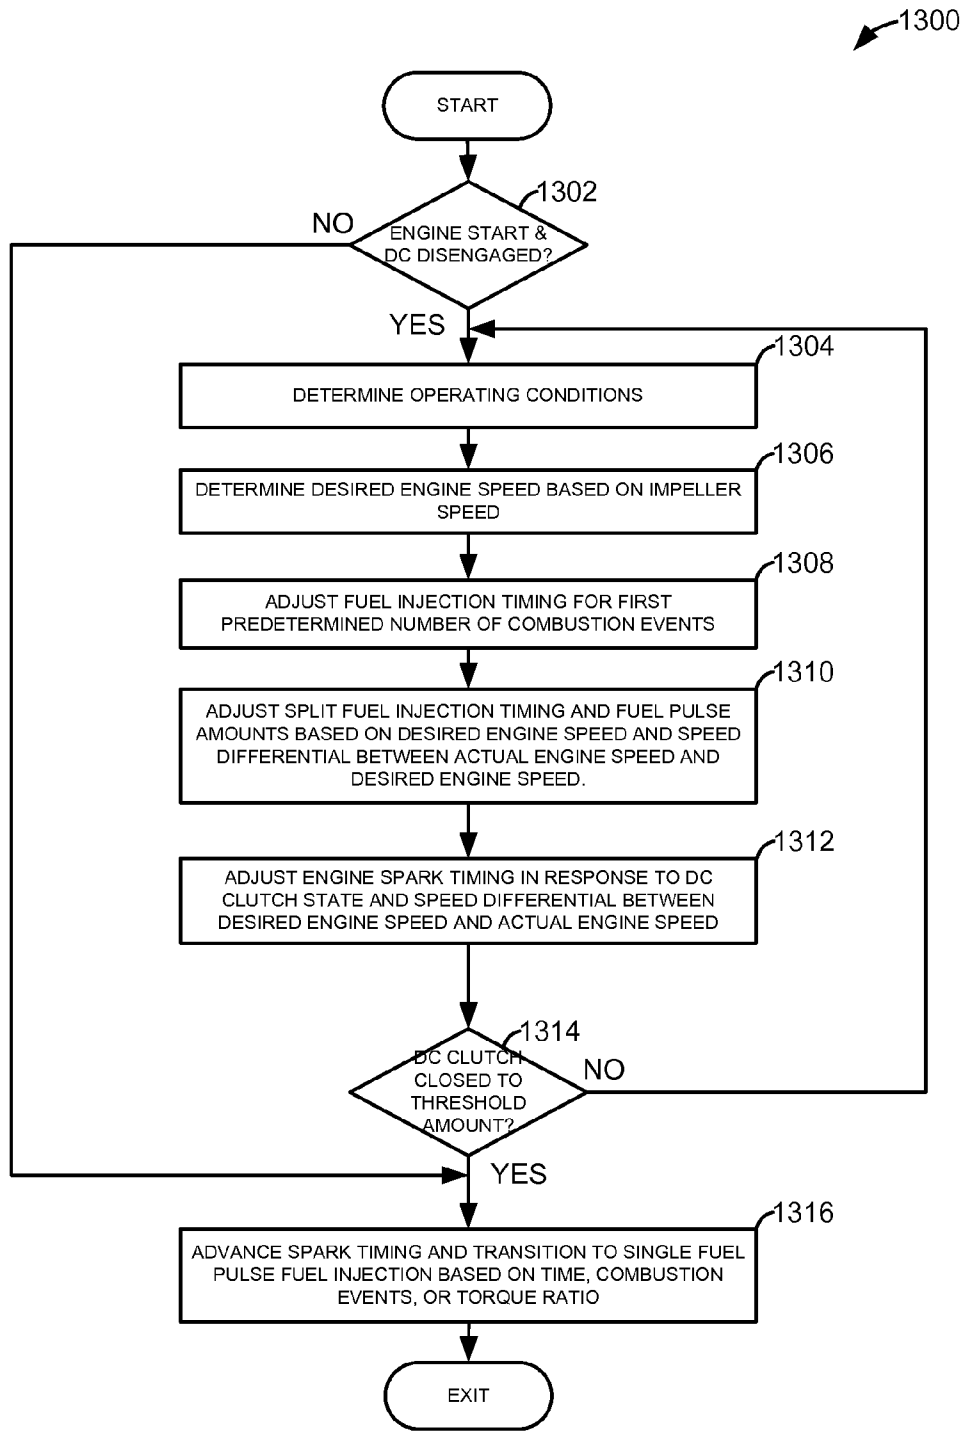 1300
START
1302
NO
ENGINE START &
DC DISENGAGED?
YES
1304
DETERMINE OPERATING CONDITIONS
1306
DETERMINE DESIRED ENGINE SPEED BASED ON IMPELLER
SPEED
1308
ADJUST FUEL INJECTION TIMING FOR FIRST
PREDETERMINED NUMBER OF COMBUSTION EVENTS
1310
ADJUST SPLIT FUEL INJECTION TIMING AND FUEL PULSE
AMOUNTS BASED ON DESIRED ENGINE SPEED AND SPEED
DIFFERENTIAL BETWEEN ACTUAL ENGINE SPEED AND
DESIRED ENGINE SPEED.
1312
ADJUST ENGINE SPARK TIMING IN RESPONSE TO DC
CLUTCH STATE AND SPEED DIFFERENTIAL BETWEEN
DESIRED ENGINE SPEED AND ACTUAL ENGINE SPEED
1314
DC CLUTCH
CLOSED TO
THRESHOLD
AMOUNT?
NO
YES
1316
ADVANCE SPARK TIMING AND TRANSITION TO SINGLE FUEL
PULSE FUEL INJECTION BASED ON TIME, COMBUSTION
EVENTS, OR TORQUE RATIO
EXIT